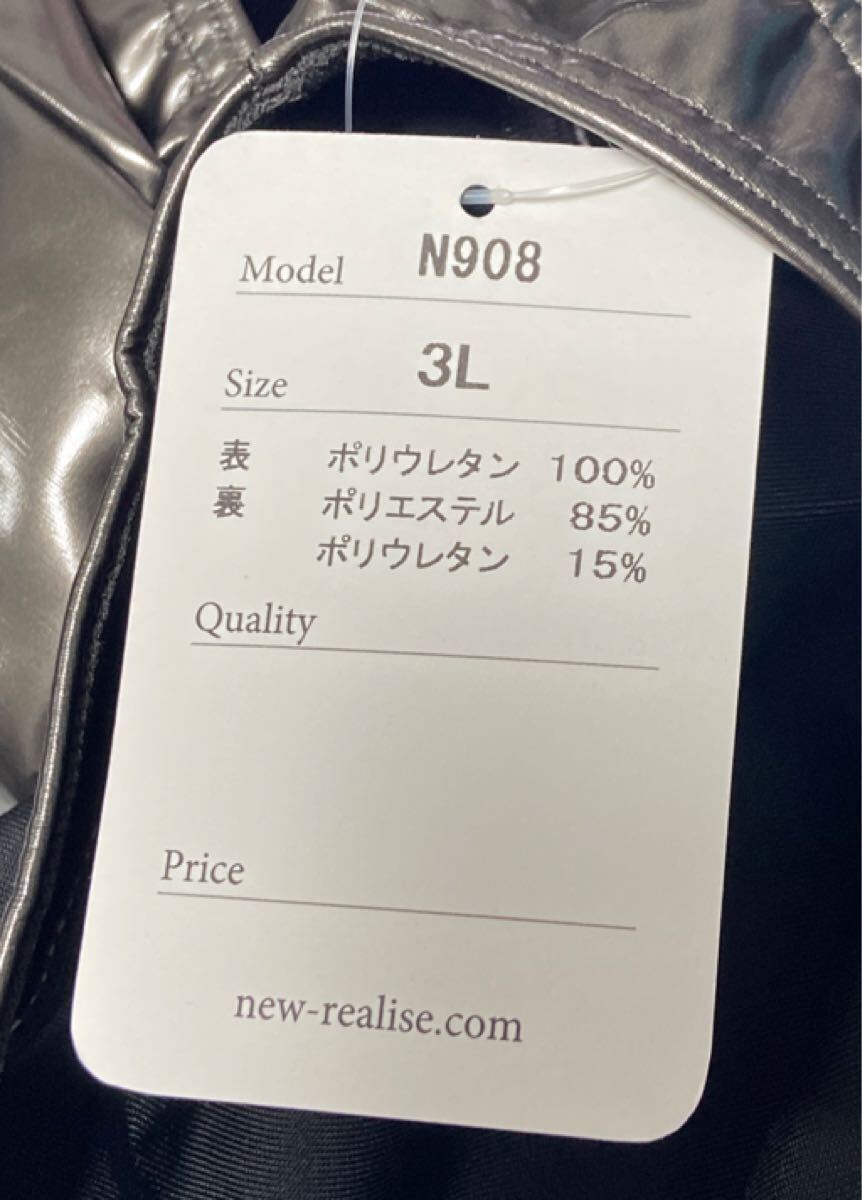 Model N908
Size 3L
表 ポリウレタン 100%
裏 ポリエステル 85%
ポリウレタン 15%
Quality
Price
new-realise.com